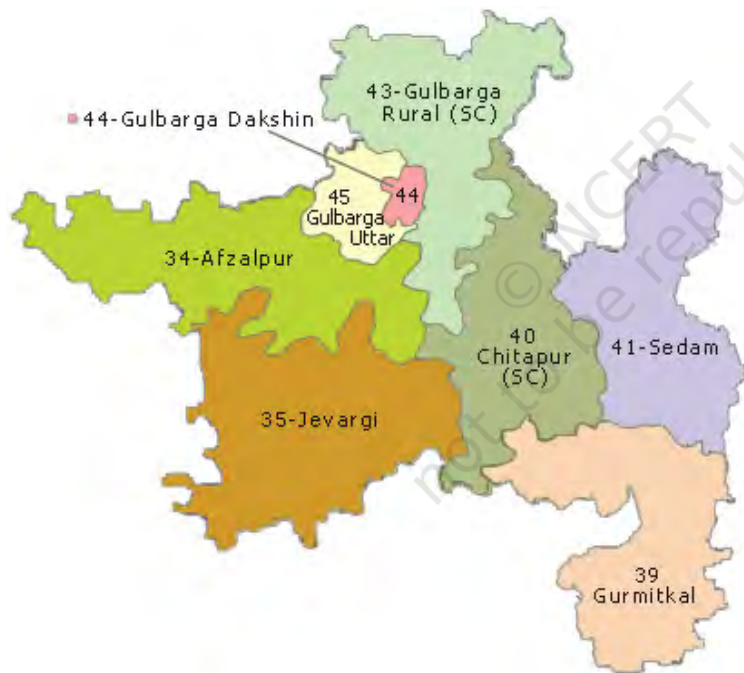 43-Gulbarga
Rural (SC)
44-Gulbarga Dakshin
45
Gulbarga
Uttar
44
34-Afzalpur
40
Chitapur
(SC)
41-Sedam
35-Jevargi
39
Gurmitkal
© NCERT
not to be